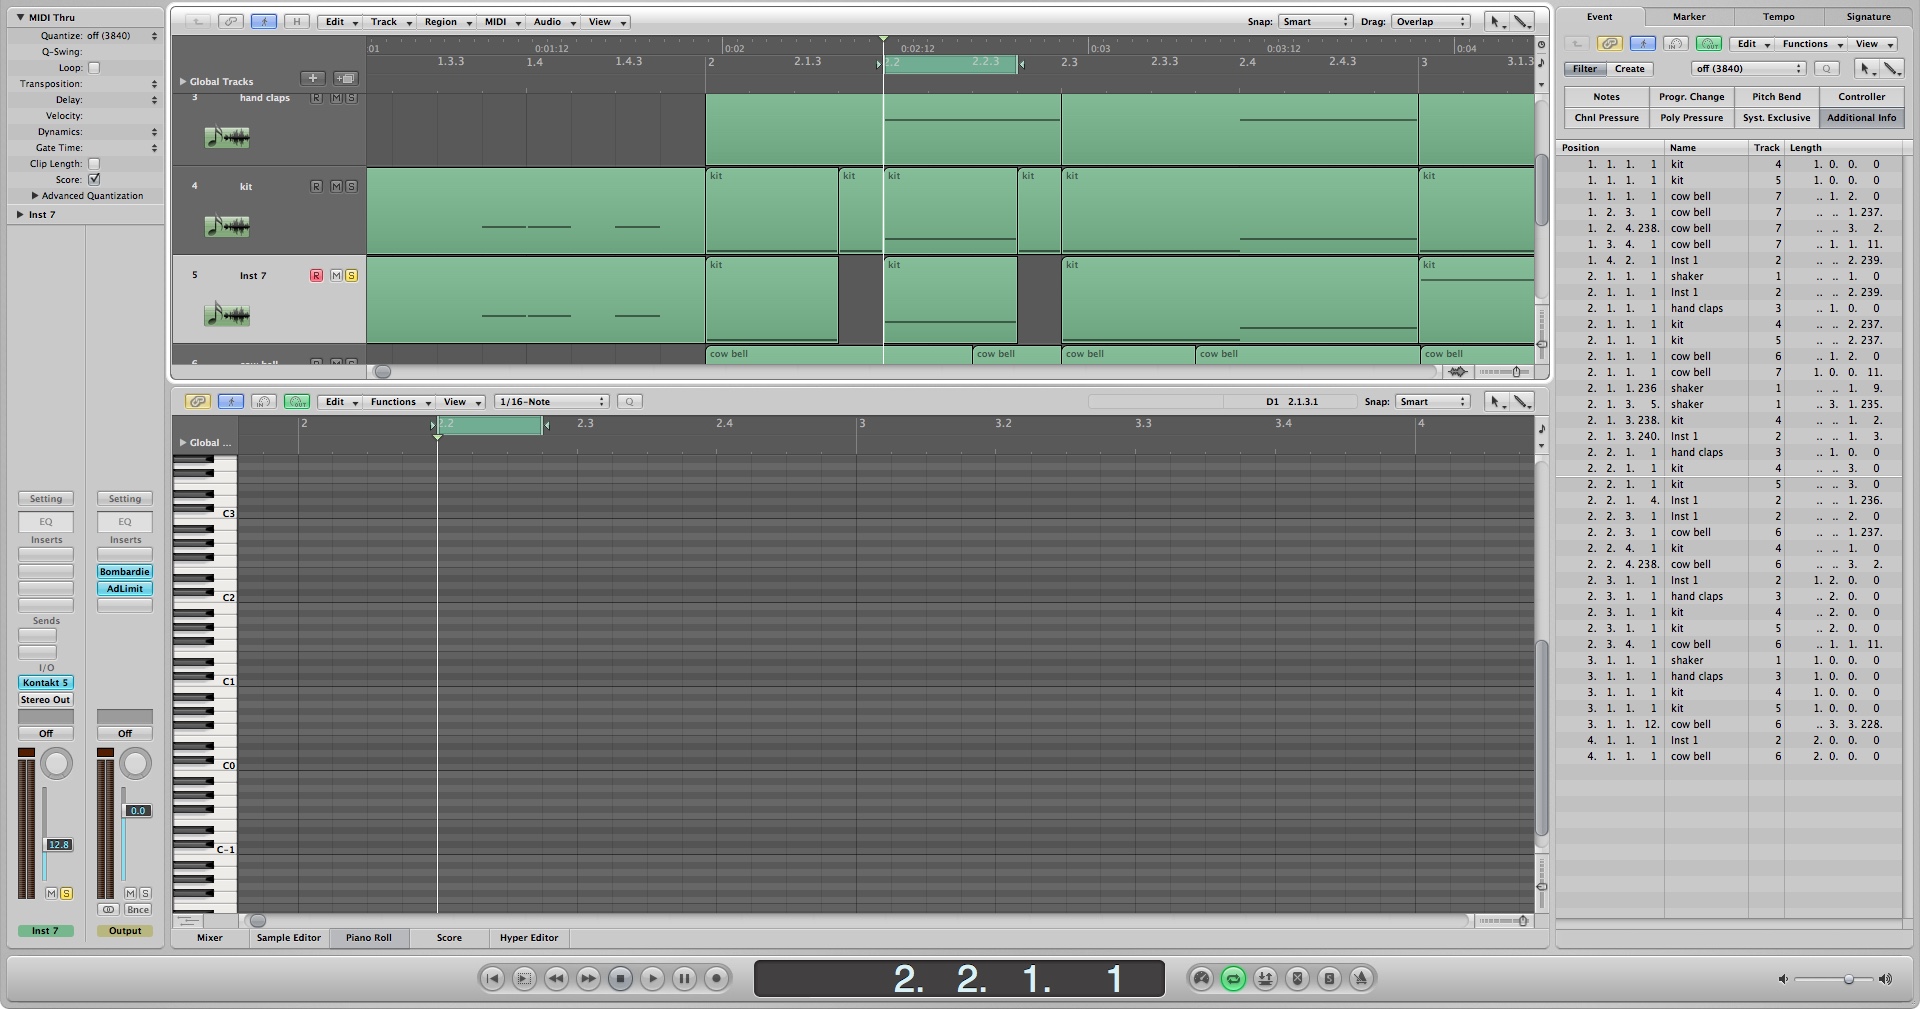 MIDI Thru
Quantize: off (3840)
Q-Swing:
Loop:
Transposition:
Delay:
Velocity:
Dynamics:
Gate Time:
Clip Length:
Score:
Advanced Quantization
Inst 7
Setting Setting
EQ EQ
Inserts Inserts
Bombardie
AdLimit
Sends
I/O
Kontakt 5
Stereo Out
Off Off
0.0
12.8
M S M S
Bnce
Inst 7 Output
H Edit Track Region MIDI Audio View Snap: Smart Drag: Overlap
:01 0:01:12 0:02 0:02:12 0:03 0:03:12 0:04
1.3.3 1.4 1.4.3 2 2.1.3 2.2 2.2.3 2.3 2.3.3 2.4 2.4.3 3 3.1.3
Global Tracks
3 hand claps R M S
4 kit R M S
kit kit kit kit kit kit
5 Inst 7 R M S
kit kit kit kit
6 cow bell R M S
cow bell cow bell cow bell cow bell cow bell
IN OUT Edit Functions View 1/16-Note Q D1 2.1.3.1 Snap: Smart
2 2.2 2.3 2.4 3 3.2 3.3 3.4 4
Global ...
C3
C2
C1
C0
C-1
Mixer Sample Editor Piano Roll Score Hyper Editor
2. 2. 1. 1
S
Event Marker Tempo Signature
IN OUT Edit Functions View
Filter Create off (3840) Q
Notes Progr. Change Pitch Bend Controller
Chnl Pressure Poly Pressure Syst. Exclusive Additional Info
Position Name Track Length
1. 1. 1. 1 kit 4 1. 0. 0. 0
1. 1. 1. 1 kit 5 1. 0. 0. 0
1. 1. 1. 1 cow bell 7 .. 1. 2. 0
1. 2. 3. 1 cow bell 7 .. .. 1. 237.
1. 2. 4. 238. cow bell 7 .. .. 3. 2.
1. 3. 4. 1 cow bell 7 .. 1. 1. 11.
1. 4. 2. 1 Inst 1 2 .. .. 2. 239.
2. 1. 1. 1 shaker 1 .. .. 1. 0
2. 1. 1. 1 Inst 1 2 .. .. 2. 239.
2. 1. 1. 1 hand claps 3 .. 1. 0. 0
2. 1. 1. 1 kit 4 .. .. 2. 237.
2. 1. 1. 1 kit 5 .. .. 2. 237.
2. 1. 1. 1 cow bell 6 .. 1. 2. 0
2. 1. 1. 1 cow bell 7 1. 0. 0. 11.
2. 1. 1. 236 shaker 1 .. .. 1. 9.
2. 1. 3. 5. shaker 1 .. 3. 1. 235.
2. 1. 3. 238. kit 4 .. .. 1. 2.
2. 1. 3. 240. Inst 1 2 .. .. 1. 3.
2. 2. 1. 1 hand claps 3 .. 1. 0. 0
2. 2. 1. 1 kit 4 .. .. 3. 0
2. 2. 1. 1 kit 5 .. .. 3. 0
2. 2. 1. 4. Inst 1 2 .. .. 1. 236.
2. 2. 3. 1 Inst 1 2 .. .. 2. 0
2. 2. 3. 1 cow bell 6 .. .. 1. 237.
2. 2. 4. 1 kit 4 .. .. 1. 0
2. 2. 4. 238. cow bell 6 .. .. 3. 2.
2. 3. 1. 1 Inst 1 2 1. 2. 0. 0
2. 3. 1. 1 hand claps 3 .. 2. 0. 0
2. 3. 1. 1 kit 4 .. 2. 0. 0
2. 3. 1. 1 kit 5 .. 2. 0. 0
2. 3. 4. 1 cow bell 6 .. 1. 1. 11.
3. 1. 1. 1 shaker 1 1. 0. 0. 0
3. 1. 1. 1 hand claps 3 1. 0. 0. 0
3. 1. 1. 1 kit 4 1. 0. 0. 0
3. 1. 1. 1 kit 5 1. 0. 0. 0
3. 1. 1. 12. cow bell 6 .. 3. 3. 228.
4. 1. 1. 1 Inst 1 2 2. 0. 0. 0
4. 1. 1. 1 cow bell 6 2. 0. 0. 0